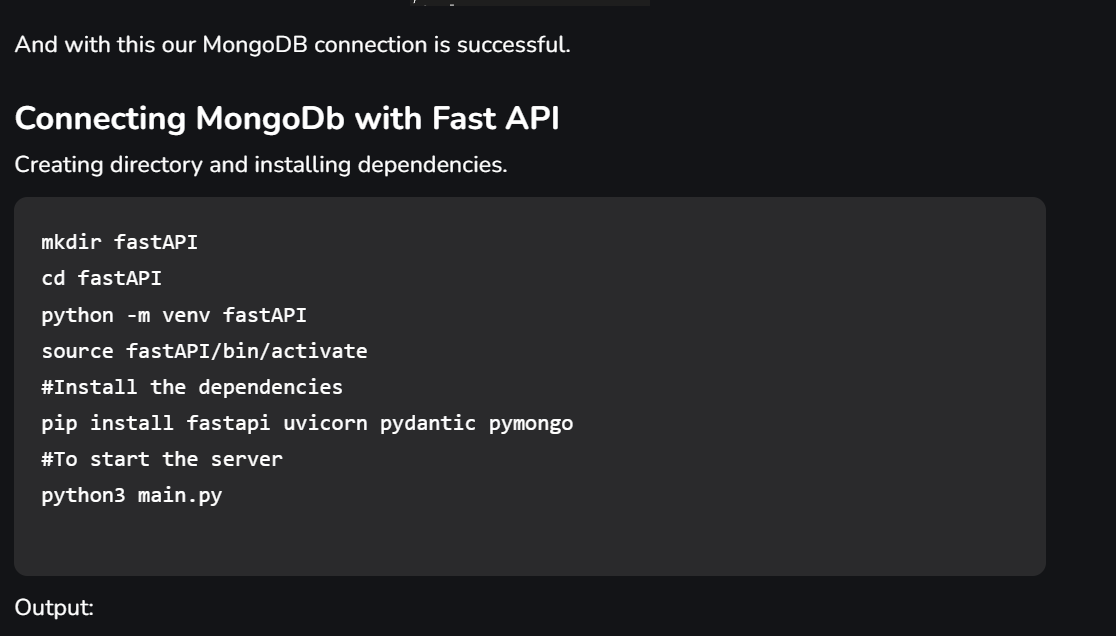 And with this our MongoDB connection is successful.
Connecting MongoDb with Fast API
Creating directory and installing dependencies.
mkdir fastAPI
cd fastAPI
python -m venv fastAPI
source fastAPI/bin/activate
#Install the dependencies
pip install fastapi uvicorn pydantic pymongo
#To start the server
python3 main.py
Output: